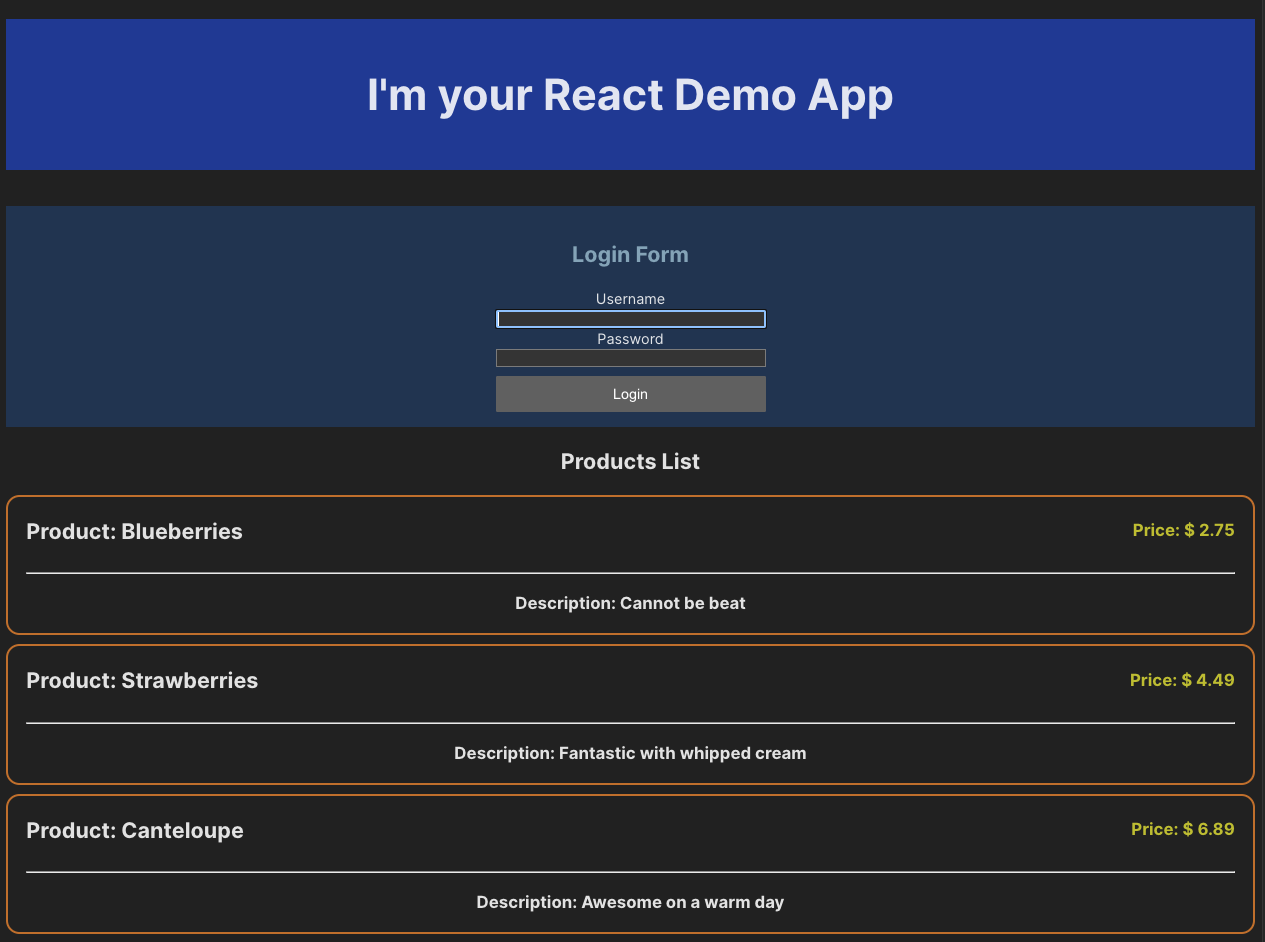 I'm your React Demo App
Login Form
Username
Password
Login
Products List
Product: Blueberries
Price: $ 2.75
Description: Cannot be beat
Product: Strawberries
Price: $ 4.49
Description: Fantastic with whipped cream
Product: Canteloupe
Price: $ 6.89
Description: Awesome on a warm day